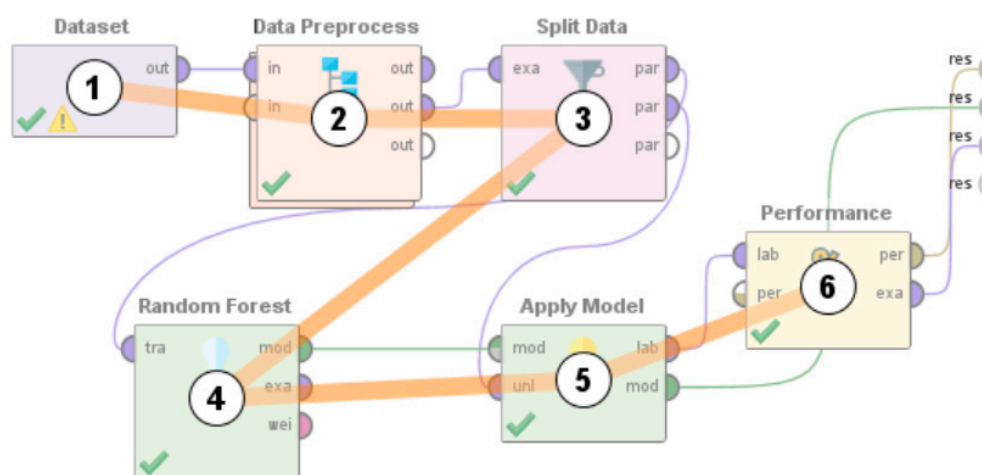 Dataset
out
1
Data Preprocess
in
out
in
out
out
2
Split Data
exa
par
par
par
3
res
res
res
res
Performance
lab
per
per
exa
6
Random Forest
tra
mod
exa
wei
4
Apply Model
mod
lab
unl
mod
5